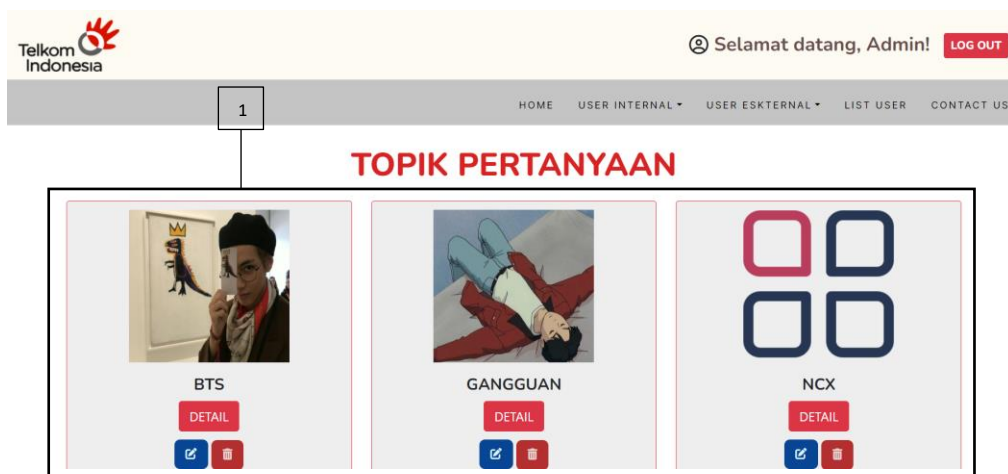 Telkom
Indonesia
Selamat datang, Admin!
LOG OUT
1
HOME
USER INTERNAL
USER ESKTERNAL
LIST USER
CONTACT US
TOPIK PERTANYAAN
BTS
GANGGUAN
NCX
DETAIL
DETAIL
DETAIL